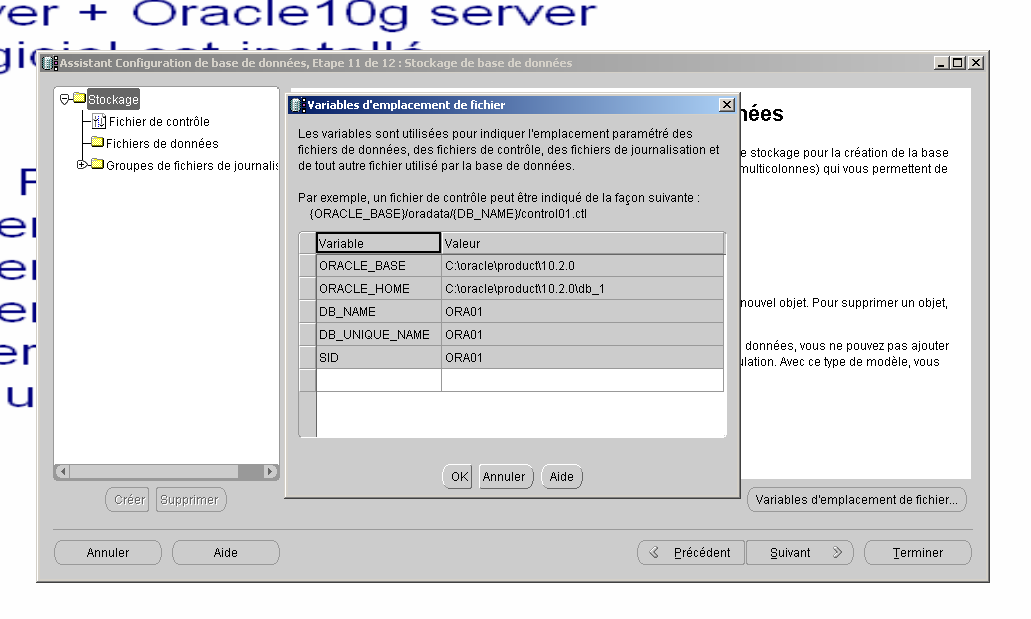 ver + Oracle10g server
Assistant Configuration de base de données, Etape 11 de 12 : Stockage de base de données
Stockage
Fichier de contrôle
Fichiers de données
Groupes de fichiers de journalis
Variables d'emplacement de fichier
Les variables sont utilisées pour indiquer l'emplacement paramétré des
fichiers de données, des fichiers de contrôle, des fichiers de journalisation et
de tout autre fichier utilisé par la base de données.
Par exemple, un fichier de contrôle peut être indiqué de la façon suivante :
{ORACLE_BASE}/oradata/{DB_NAME}/control01.ctl
Variable Valeur
ORACLE_BASE C:\oracle\product\10.2.0
ORACLE_HOME C:\oracle\product\10.2.0\db_1
DB_NAME ORA01
DB_UNIQUE_NAME ORA01
SID ORA01
OK Annuler Aide
nées
e stockage pour la création de la base
multicolonnes) qui vous permettent de
nouvel objet. Pour supprimer un objet,
données, vous ne pouvez pas ajouter
ulation. Avec ce type de modèle, vous
Créer Supprimer
Variables d'emplacement de fichier...
Annuler Aide Précédent Suivant Terminer